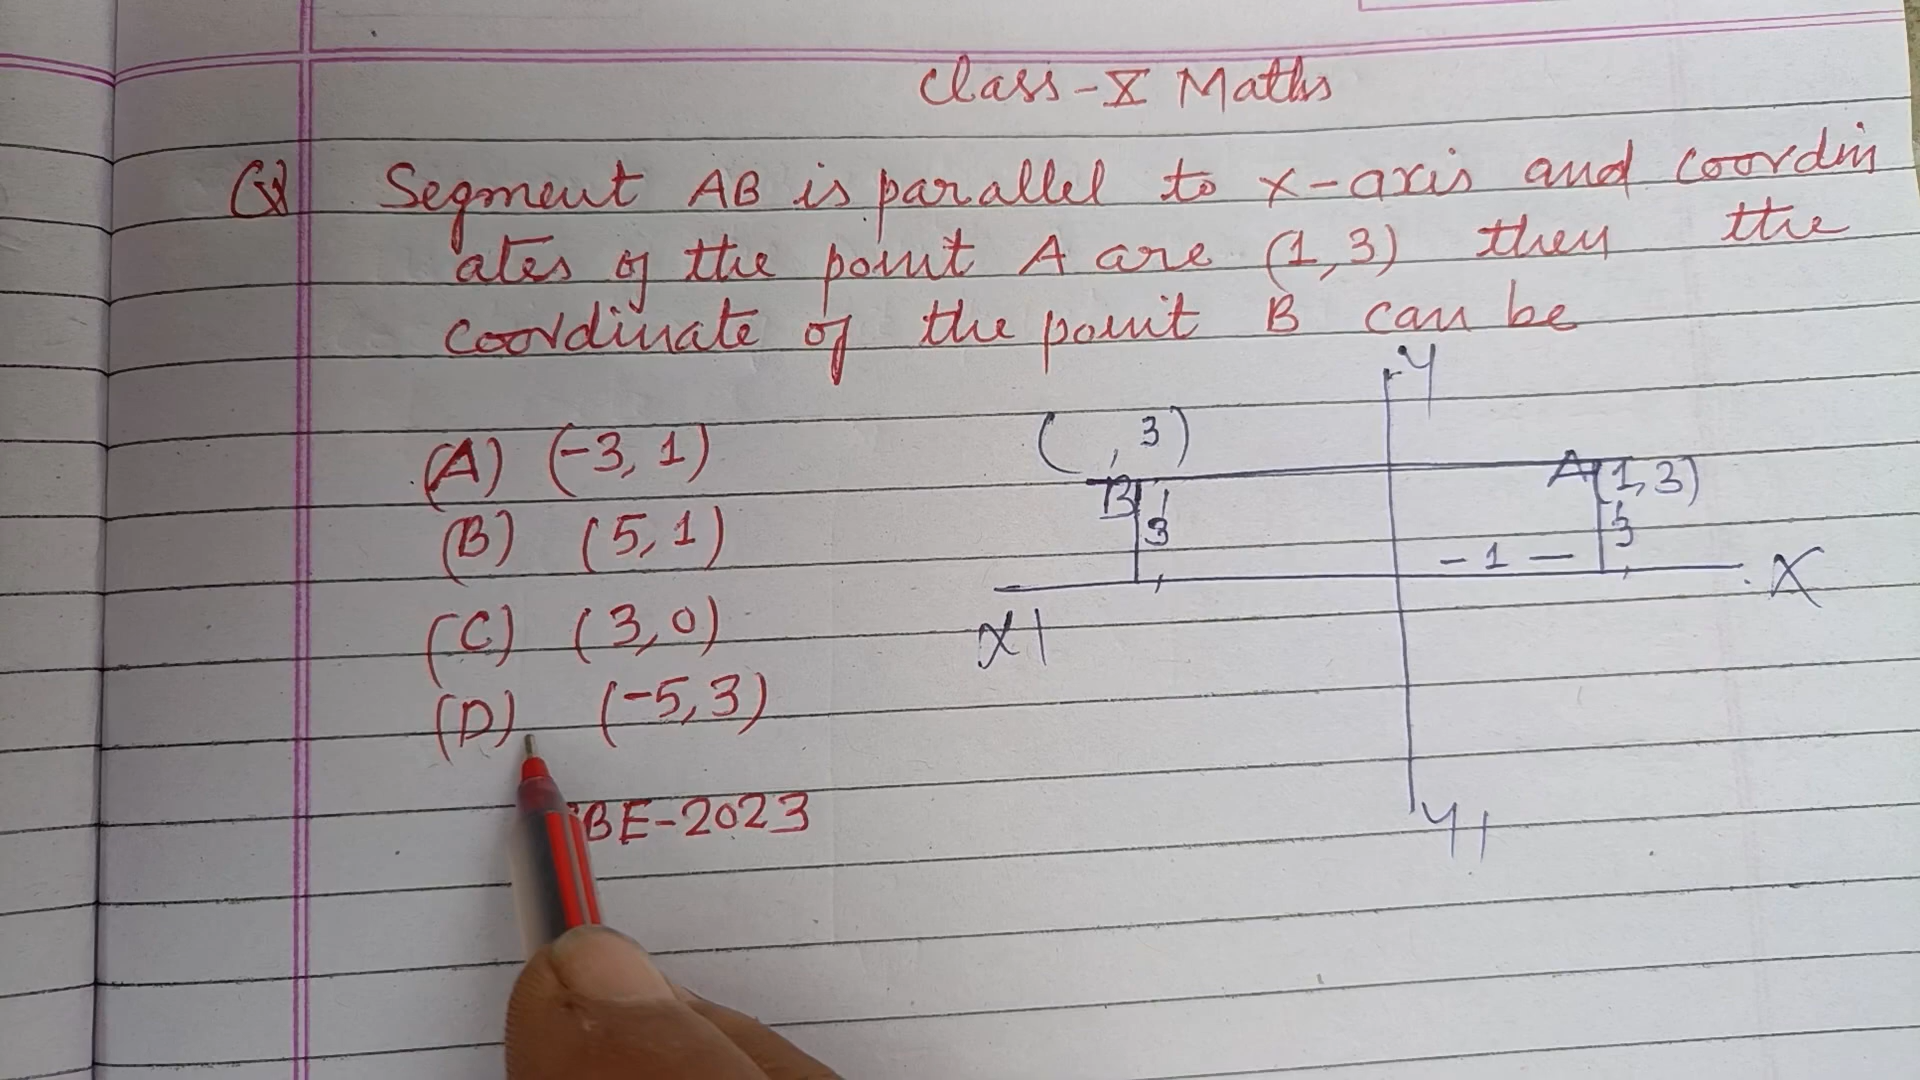 Class-X Maths
Q Segment AB is parallel to x-axis and coordin
ates of the point A are (1,3) then the
coordinate of the point B can be
(A) (-3, 1)
(B) (5, 1)
(C) (3, 0)
(D) (-5, 3)
BE-2023
Y
( , 3)
A(1, 3)
B 3
3
- 1 -
X
X1
Y1